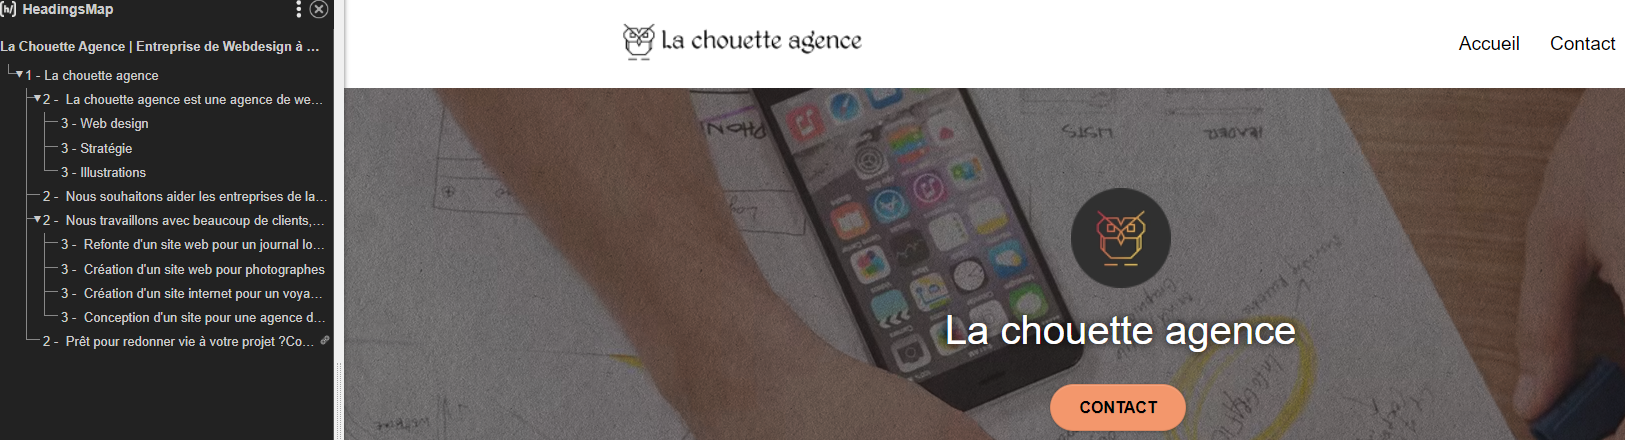 HeadingsMap
La Chouette Agence | Entreprise de Webdesign à ...
1 - La chouette agence
2 - La chouette agence est une agence de we...
3 - Web design
3 - Stratégie
3 - Illustrations
2 - Nous souhaitons aider les entreprises de la...
2 - Nous travaillons avec beaucoup de clients,...
3 - Refonte d'un site web pour un journal lo...
3 - Création d'un site web pour photographes
3 - Création d'un site internet pour un voya...
3 - Conception d'un site pour une agence d...
2 - Prêt pour redonner vie à votre projet ?Co...
La chouette agence
Accueil Contact
LISTS
La chouette agence
CONTACT